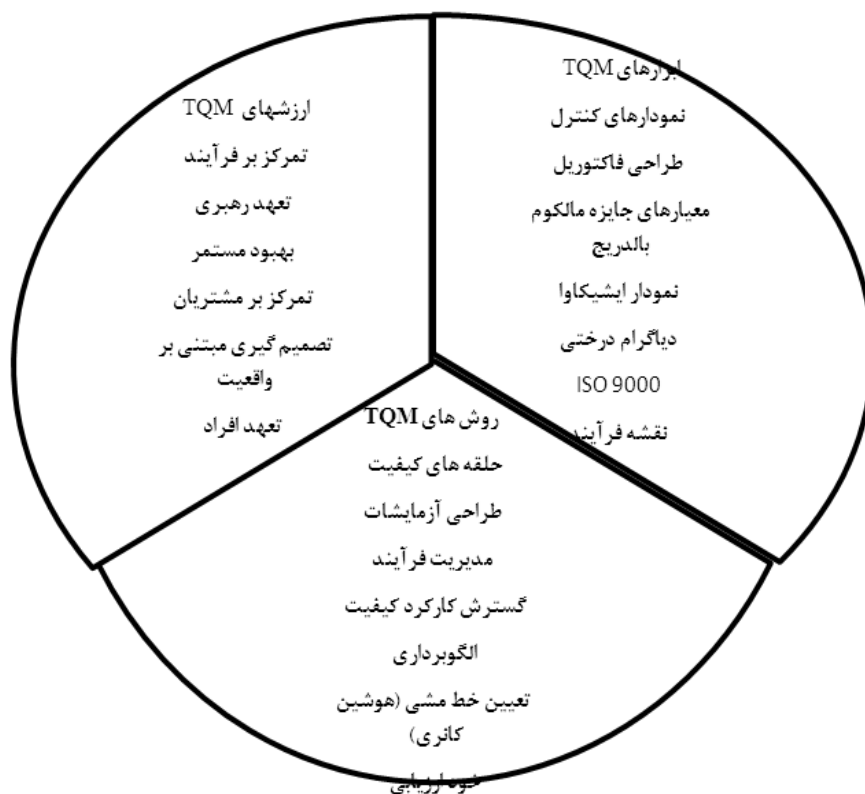 ابزارهای TQM
نمودارهای کنترل
طراحی فاکتوریل
معیارهای جایزه مالکوم
بالدریج
نمودار ایشیکاوا
دیاگرام درختی
ISO 9000
نقشه فرآیند
ارزشهای TQM
تمرکز بر فرآیند
تعهد رهبری
بهبود مستمر
تمرکز بر مشتریان
تصمیم گیری مبتنی بر
واقعیت
تعهد افراد
روش های TQM
حلقه های کیفیت
طراحی آزمایشات
مدیریت فرآیند
گسترش کارکرد کیفیت
الگوبرداری
تعیین خط مشی (هوشین
کانری)
خود ارزیابی